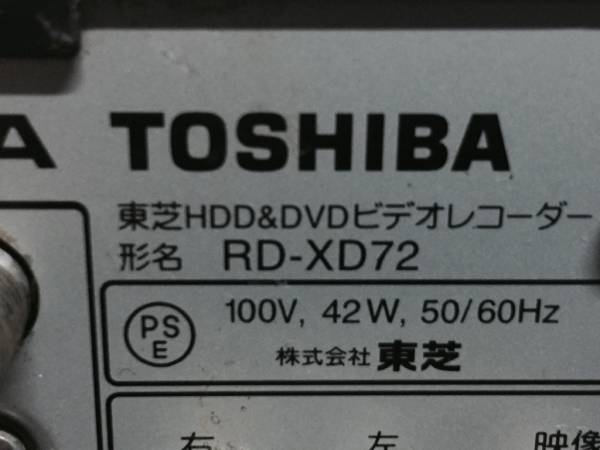 A TOSHIBA
東芝HDD&DVDビデオレコーダー
形名 RD-XD72
PS
E
100V, 42W, 50/60Hz
株式会社 東芝
右 左 映像